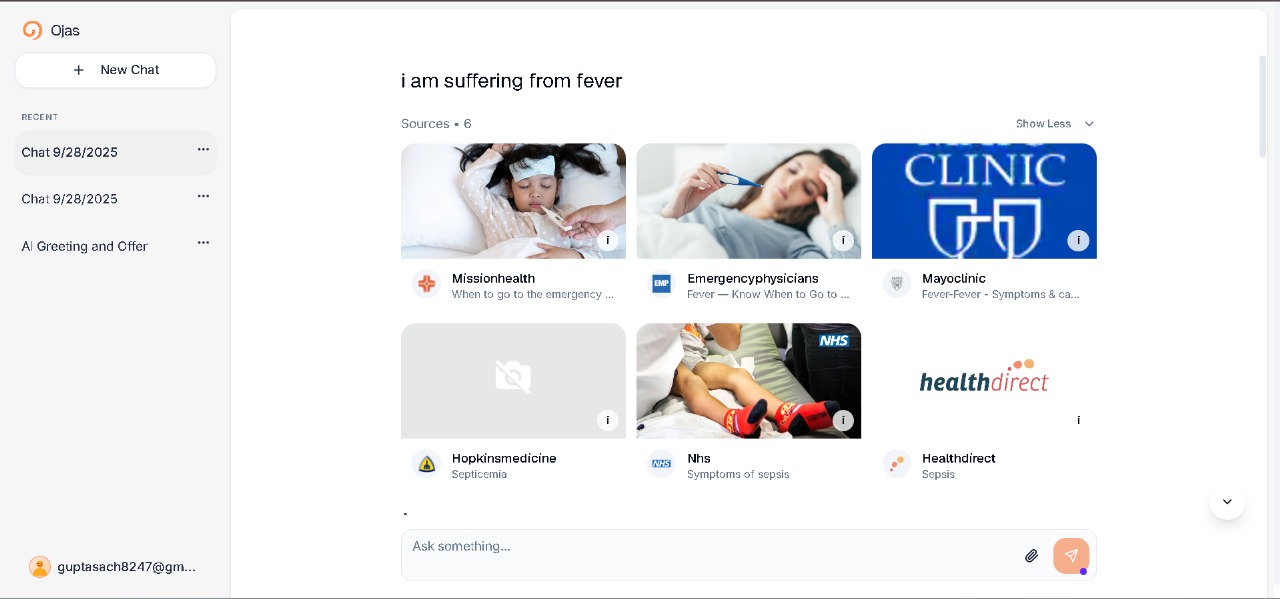 Ojas
+ New Chat
RECENT
Chat 9/28/2025
Chat 9/28/2025
AI Greeting and Offer
guptasach8247@gm...
i am suffering from fever
Sources • 6
Show Less
CLINIC
i
i
i
Missionhealth
When to go to the emergency ...
Emergencyphysicians
EMP
Fever — Know When to Go to ...
Mayoclinic
Fever-Fever - Symptoms & ca...
NHS
healthdirect
i
i
i
Hopkinsmedicine
Septicemia
NHS
Nhs
Symptoms of sepsis
Healthdirect
Sepsis
Ask something...